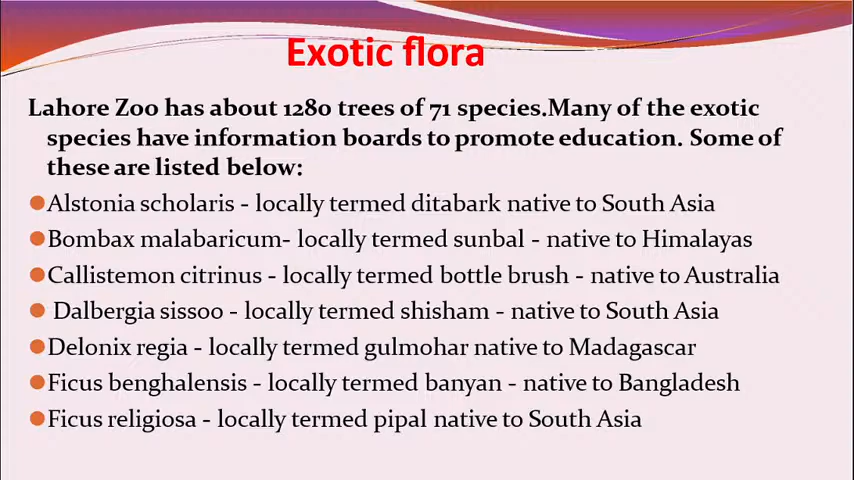 Exotic flora
Lahore Zoo has about 1280 trees of 71 species.Many of the exotic
species have information boards to promote education. Some of
these are listed below:
Alstonia scholaris - locally termed ditabark native to South Asia
Bombax malabaricum- locally termed sunbal - native to Himalayas
Callistemon citrinus - locally termed bottle brush - native to Australia
Dalbergia sissoo - locally termed shisham - native to South Asia
Delonix regia - locally termed gulmohar native to Madagascar
Ficus benghalensis - locally termed banyan - native to Bangladesh
Ficus religiosa - locally termed pipal native to South Asia